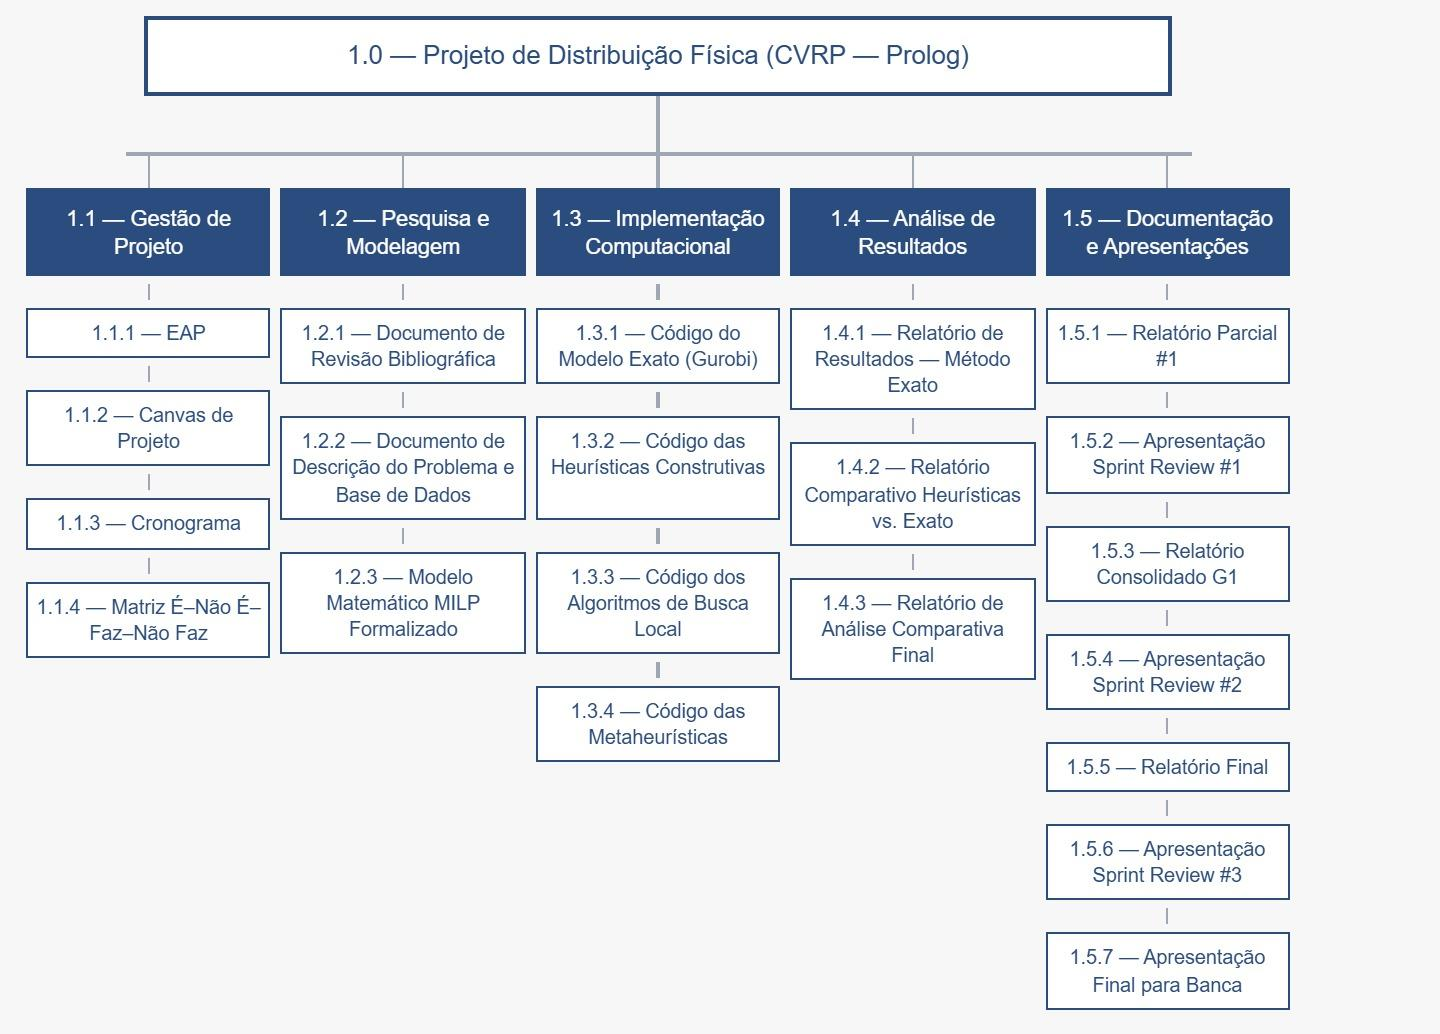 1.0 — Projeto de Distribuição Física (CVRP — Prolog)
1.1 — Gestão de
Projeto
1.1.1 — EAP
1.1.2 — Canvas de
Projeto
1.1.3 — Cronograma
1.1.4 — Matriz É–Não É–
Faz–Não Faz
1.2 — Pesquisa e
Modelagem
1.2.1 — Documento de
Revisão Bibliográfica
1.2.2 — Documento de
Descrição do Problema e
Base de Dados
1.2.3 — Modelo
Matemático MILP
Formalizado
1.3 — Implementação
Computacional
1.3.1 — Código do
Modelo Exato (Gurobi)
1.3.2 — Código das
Heurísticas Construtivas
1.3.3 — Código dos
Algoritmos de Busca
Local
1.3.4 — Código das
Metaheurísticas
1.4 — Análise de
Resultados
1.4.1 — Relatório de
Resultados — Método
Exato
1.4.2 — Relatório
Comparativo Heurísticas
vs. Exato
1.4.3 — Relatório de
Análise Comparativa
Final
1.5 — Documentação
e Apresentações
1.5.1 — Relatório Parcial
#1
1.5.2 — Apresentação
Sprint Review #1
1.5.3 — Relatório
Consolidado G1
1.5.4 — Apresentação
Sprint Review #2
1.5.5 — Relatório Final
1.5.6 — Apresentação
Sprint Review #3
1.5.7 — Apresentação
Final para Banca